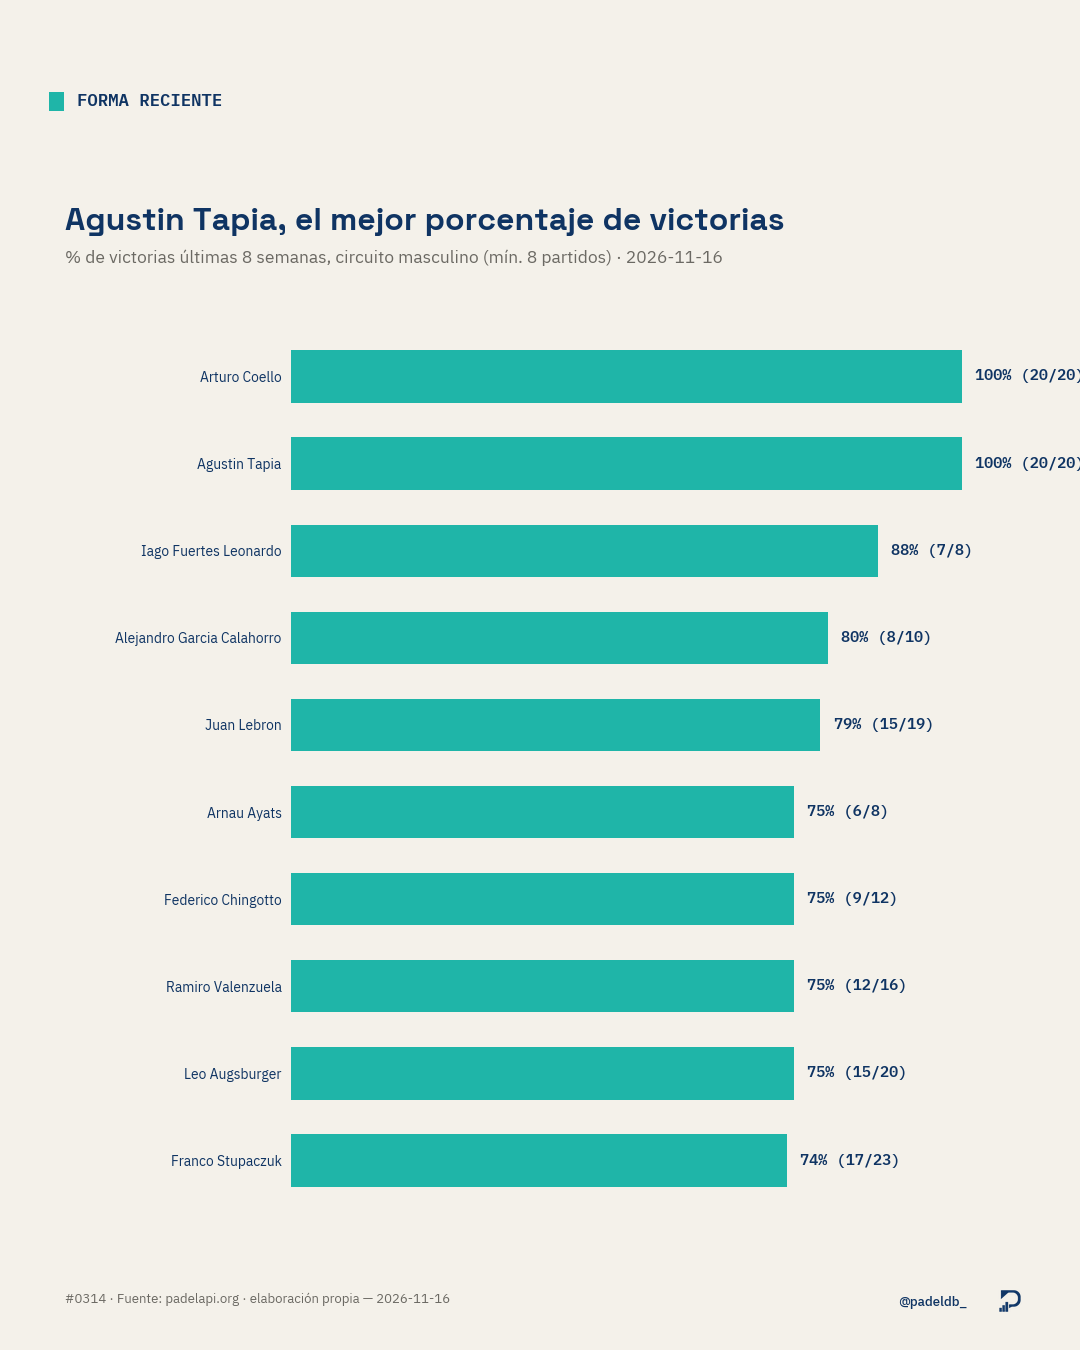 FORMA RECIENTE
Agustin Tapia, el mejor porcentaje de victorias
% de victorias últimas 8 semanas, circuito masculino (mín. 8 partidos) · 2026-11-16
Arturo Coello 100% (20/20)
Agustin Tapia 100% (20/20)
Iago Fuertes Leonardo 88% (7/8)
Alejandro Garcia Calahorro 80% (8/10)
Juan Lebron 79% (15/19)
Arnau Ayats 75% (6/8)
Federico Chingotto 75% (9/12)
Ramiro Valenzuela 75% (12/16)
Leo Augsburger 75% (15/20)
Franco Stupaczuk 74% (17/23)
#0314 · Fuente: padelapi.org · elaboración propia — 2026-11-16
@padeldb_